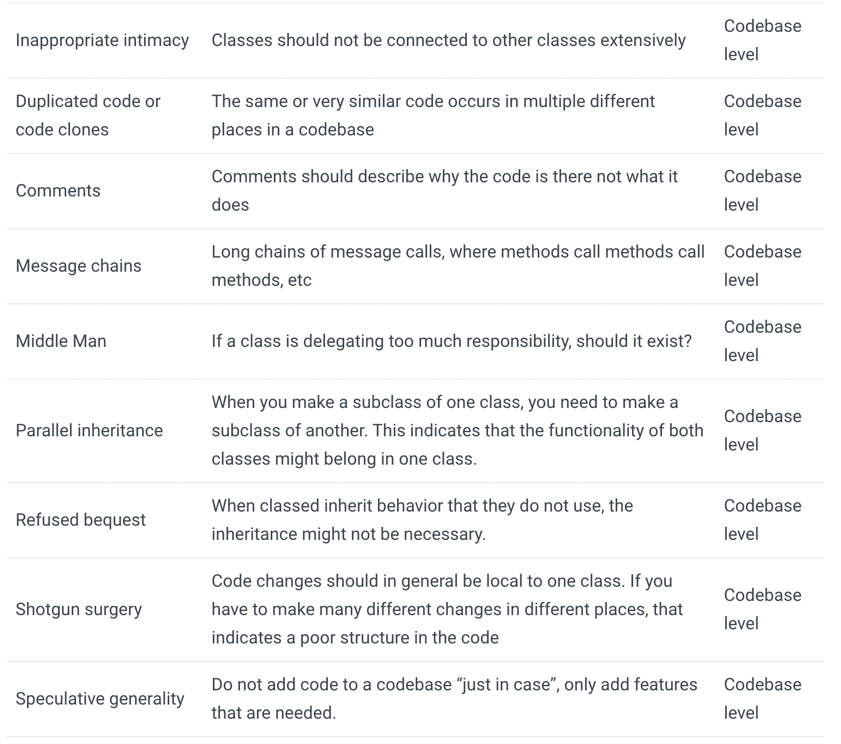 Inappropriate intimacy Classes should not be connected to other classes extensively Codebase
level
Duplicated code or The same or very similar code occurs in multiple different Codebase
code clones places in a codebase level
Comments Comments should describe why the code is there not what it Codebase
does level
Message chains Long chains of message calls, where methods call methods call Codebase
methods, etc level
Middle Man If a class is delegating too much responsibility, should it exist? Codebase
level
When you make a subclass of one class, you need to make a
Parallel inheritance subclass of another. This indicates that the functionality of both Codebase
classes might belong in one class. level
Refused bequest When classed inherit behavior that they do not use, the Codebase
inheritance might not be necessary. level
Code changes should in general be local to one class. If you
Shotgun surgery have to make many different changes in different places, that Codebase
indicates a poor structure in the code level
Speculative generality Do not add code to a codebase “just in case”, only add features Codebase
that are needed. level